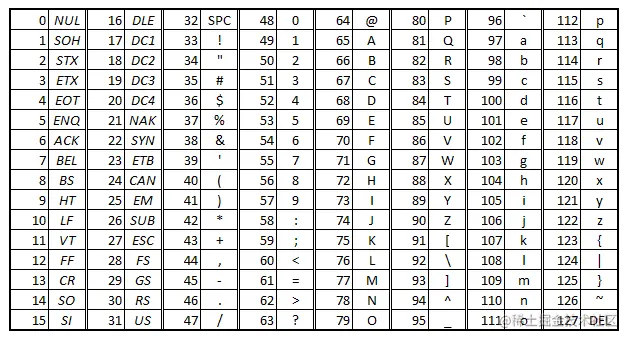 0 NUL 16 DLE 32 SPC 48 0 64 @ 80 P 96 ` 112 p
1 SOH 17 DC1 33 ! 49 1 65 A 81 Q 97 a 113 q
2 STX 18 DC2 34 " 50 2 66 B 82 R 98 b 114 r
3 ETX 19 DC3 35 # 51 3 67 C 83 S 99 c 115 s
4 EOT 20 DC4 36 $ 52 4 68 D 84 T 100 d 116 t
5 ENQ 21 NAK 37 % 53 5 69 E 85 U 101 e 117 u
6 ACK 22 SYN 38 & 54 6 70 F 86 V 102 f 118 v
7 BEL 23 ETB 39 ' 55 7 71 G 87 W 103 g 119 w
8 BS 24 CAN 40 ( 56 8 72 H 88 X 104 h 120 x
9 HT 25 EM 41 ) 57 9 73 I 89 Y 105 i 121 y
10 LF 26 SUB 42 * 58 : 74 J 90 Z 106 j 122 z
11 VT 27 ESC 43 + 59 ; 75 K 91 [ 107 k 123 {
12 FF 28 FS 44 , 60 < 76 L 92 \ 108 l 124 |
13 CR 29 GS 45 - 61 = 77 M 93 ] 109 m 125 }
14 SO 30 RS 46 . 62 > 78 N 94 ^ 110 n 126 ~
15 SI 31 US 47 / 63 ? 79 O 95 _ 111 o 127 DEL
@稀土掘金技术社区